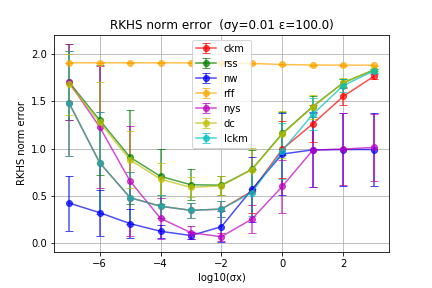 RKHS norm error (σy=0.01 ε=100.0)
2.0
1.5
1.0
0.5
0.0
RKHS norm error
ckm
rss
nw
rff
nys
dc
lckm
−6
−4
−2
0
2
log10(σx)